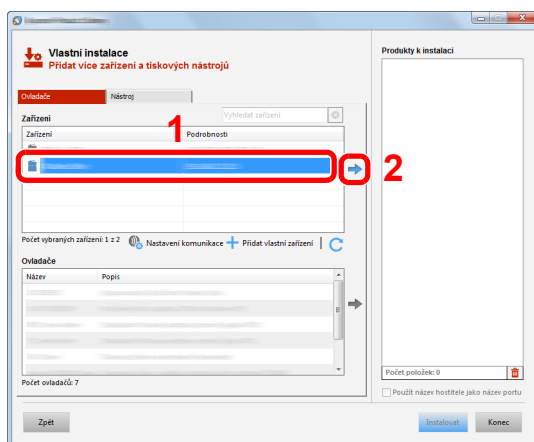 Vlastní instalace
Přidat více zařízení a tiskových nástrojů
Produkty k instalaci
Ovladače
Nástroj
Zařízení
Vyhledat zařízení
1
Zařízení
Podrobnosti
2
Počet vybraných zařízení: 1 z 2
Nastavení komunikace
Přidat vlastní zařízení
Ovladače
Název
Popis
Počet ovladačů: 7
Počet položek: 0
Použít název hostitele jako název portu
Zpět
Instalovat
Konec